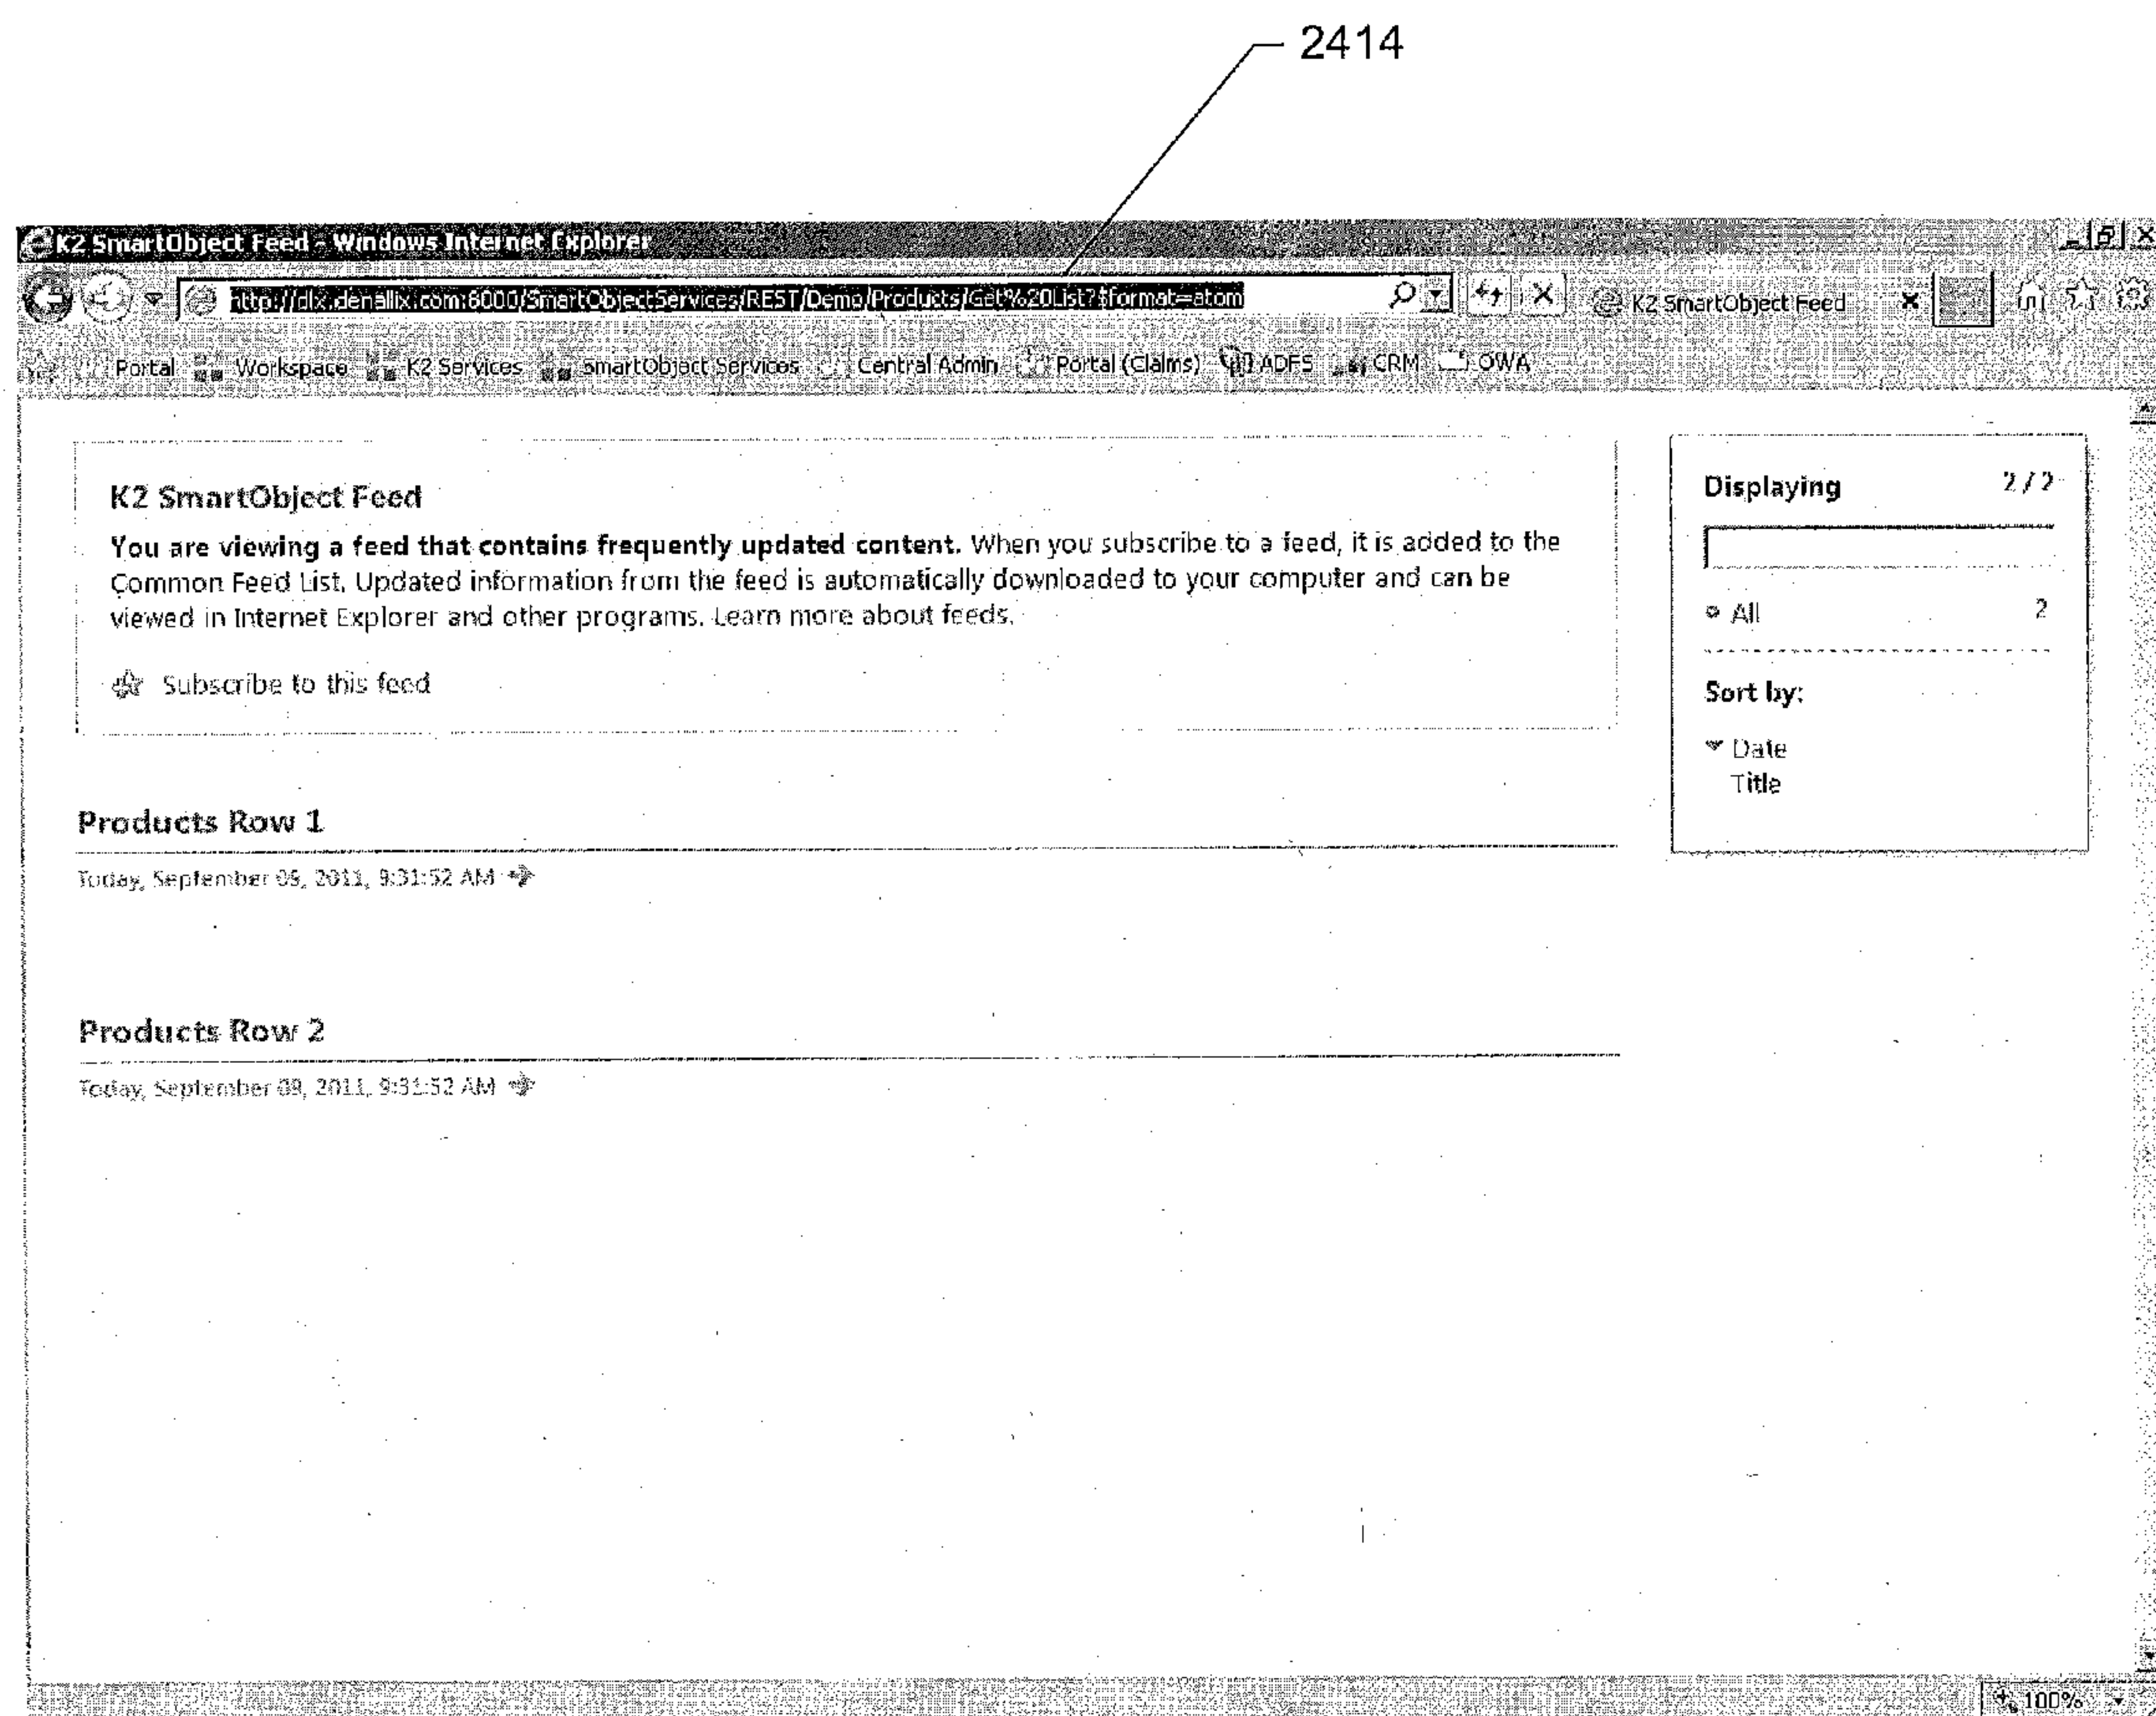 2414
K2 SmartObject Feed - Windows Internet Explorer
http://dlx.denallix.com:8000/SmartObjectServices/REST/Demo/Products/Get%20List?$format=atom
K2 SmartObject Feed
Portal Workspace K2 Services SmartObject Services Central Admin Portal (Claims) ADFS CRM OWA
K2 SmartObject Feed
You are viewing a feed that contains frequently updated content. When you subscribe to a feed, it is added to the
Common Feed List. Updated information from the feed is automatically downloaded to your computer and can be
viewed in Internet Explorer and other programs. Learn more about feeds.
Subscribe to this feed
Displaying 2 / 2
All 2
Sort by:
Date
Title
Products Row 1
Today, September 09, 2011, 9:31:52 AM
Products Row 2
Today, September 09, 2011, 9:31:52 AM
100%